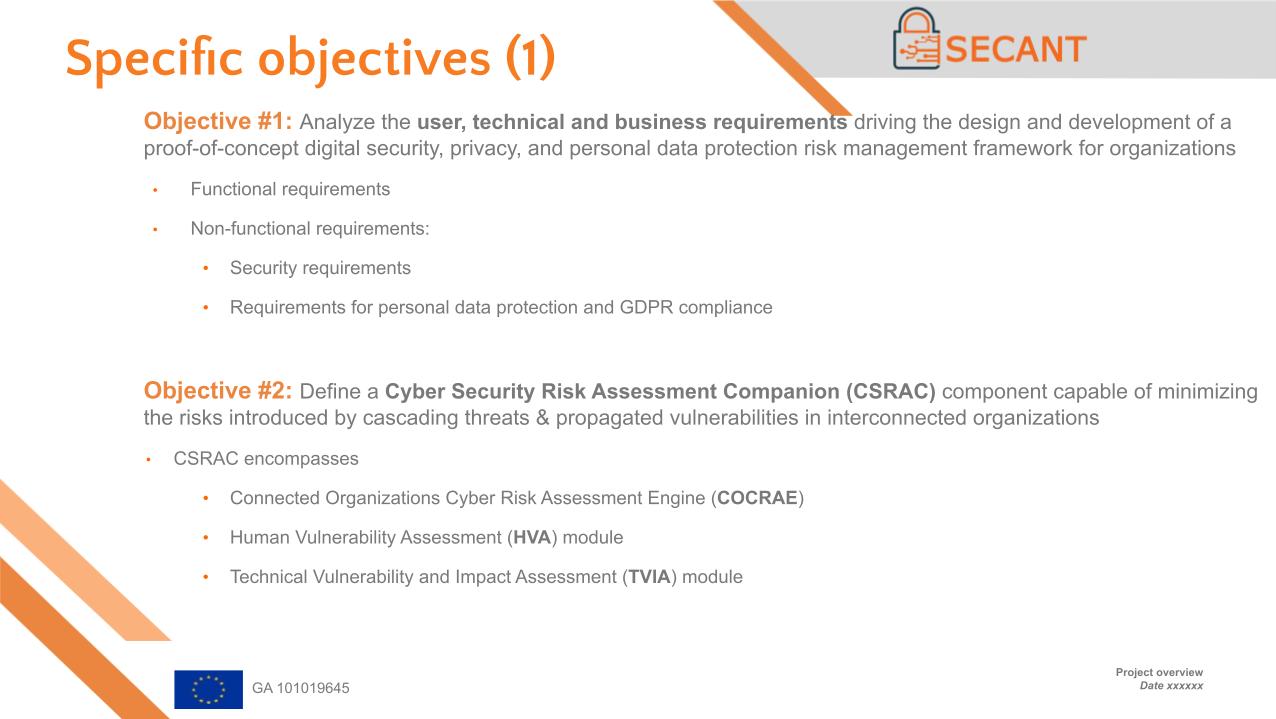 Specific objectives (1)
SECANT
Objective #1: Analyze the user, technical and business requirements driving the design and development of a
proof-of-concept digital security, privacy, and personal data protection risk management framework for organizations
• Functional requirements
• Non-functional requirements:
• Security requirements
• Requirements for personal data protection and GDPR compliance
Objective #2: Define a Cyber Security Risk Assessment Companion (CSRAC) component capable of minimizing
the risks introduced by cascading threats & propagated vulnerabilities in interconnected organizations
• CSRAC encompasses
• Connected Organizations Cyber Risk Assessment Engine (COCRAE)
• Human Vulnerability Assessment (HVA) module
• Technical Vulnerability and Impact Assessment (TVIA) module
GA 101019645
Project overview
Date xxxxxx